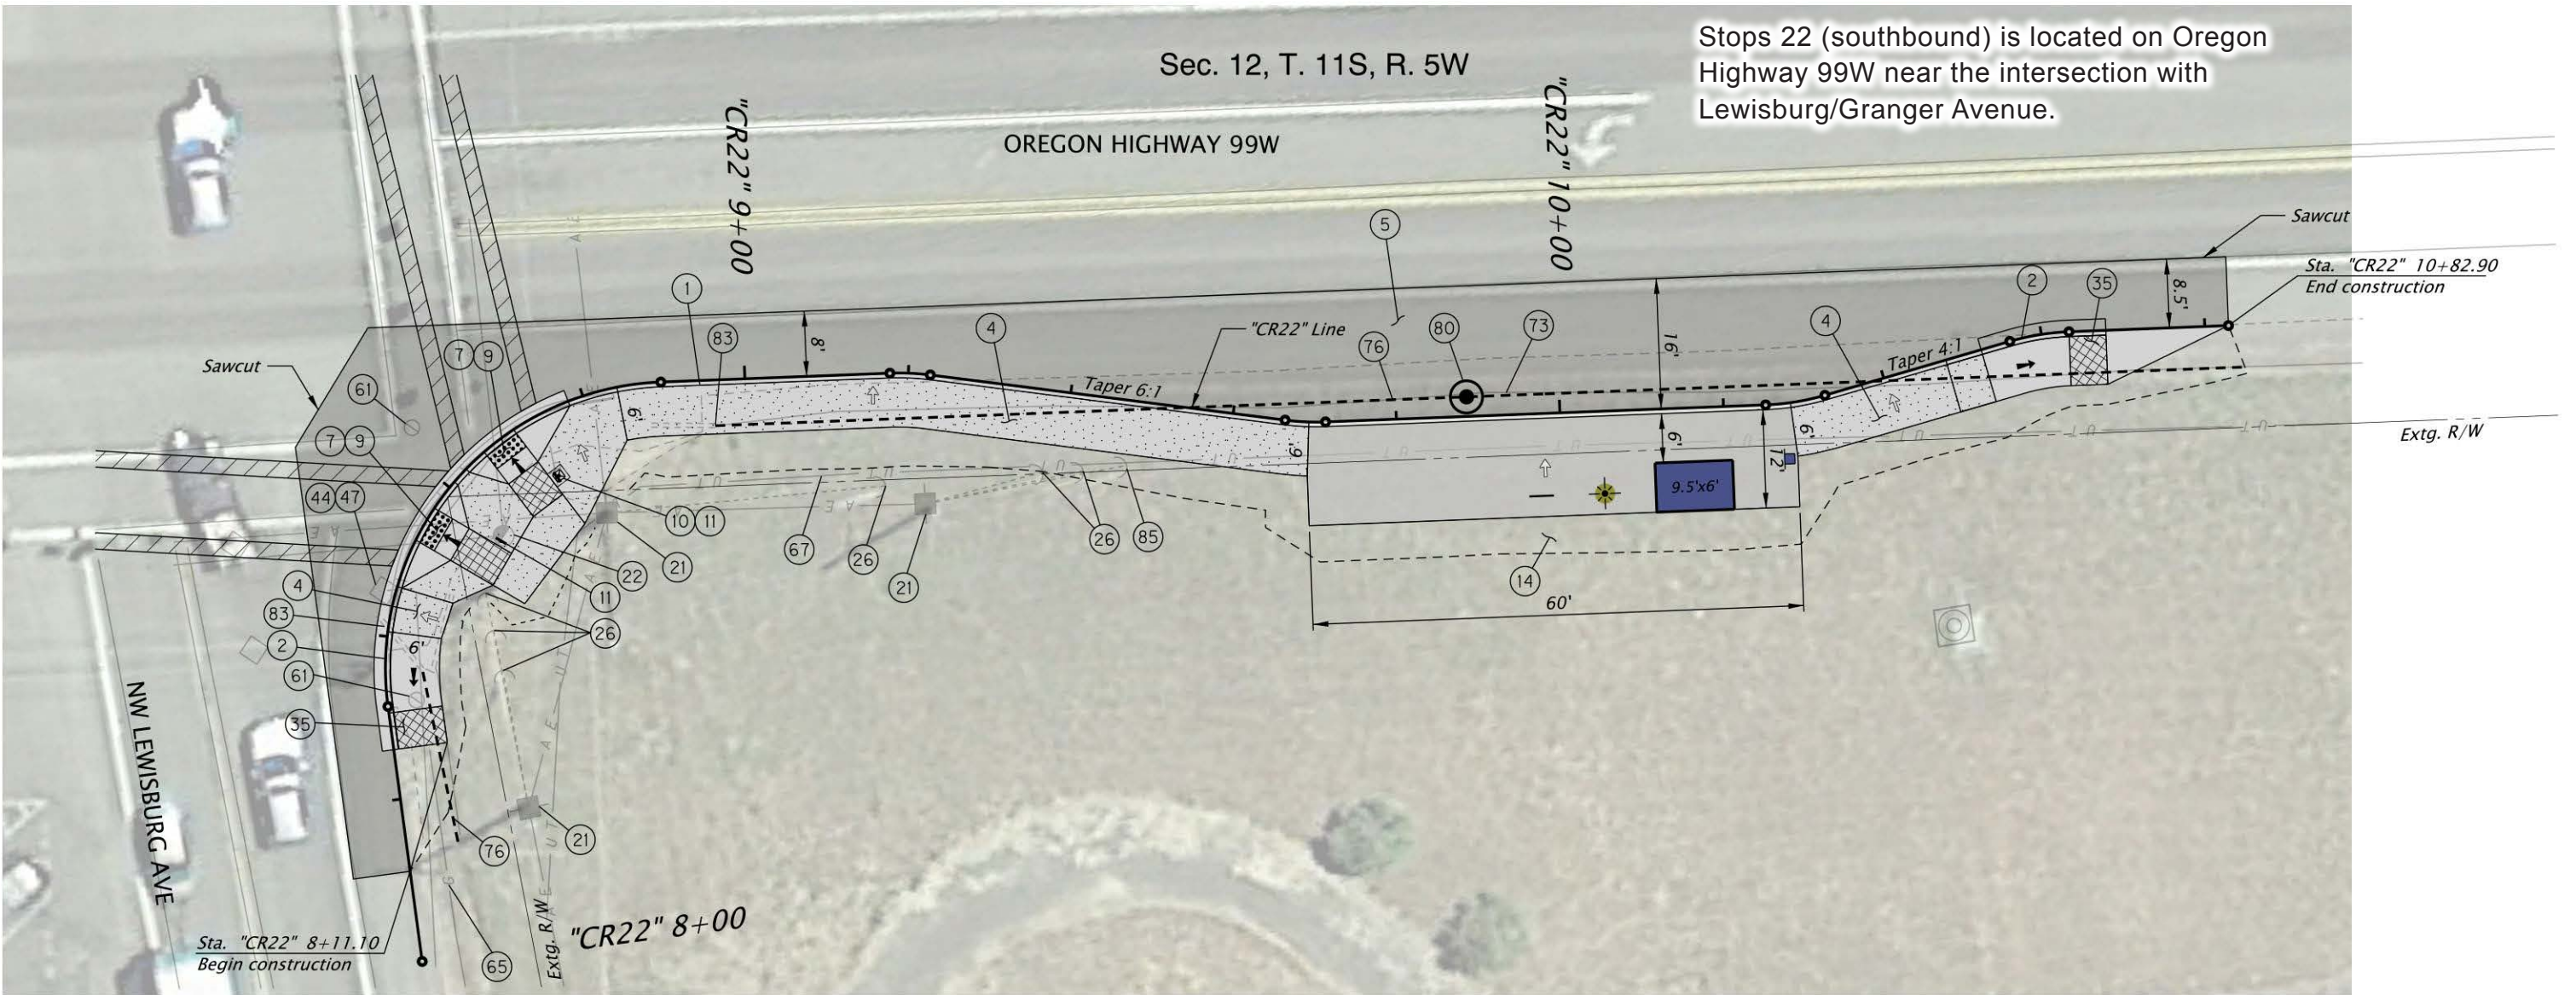 Sec. 12, T. 11S, R. 5W
Stops 22 (southbound) is located on Oregon
Highway 99W near the intersection with
Lewisburg/Granger Avenue.
"CR22" 9+00
OREGON HIGHWAY 99W
"CR22" 10+00
Sawcut
Sta. "CR22" 10+82.90
End construction
5
1
2
35
8.5'
83
8'
4
"CR22" Line
76
80
73
16'
4
Taper 4:1
Sawcut
7 9
61
6'
Taper 6:1
6'
6'
12'
6'
Extg. R/W
7 9
44 47
9.5'x6'
10 11
67
26
26
85
21
21
22
11
14
60'
4
83
26
2
6'
61
35
NW LEWISBURG AVE
76
21
65
Extg. R/W
"CR22" 8+00
Sta. "CR22" 8+11.10
Begin construction